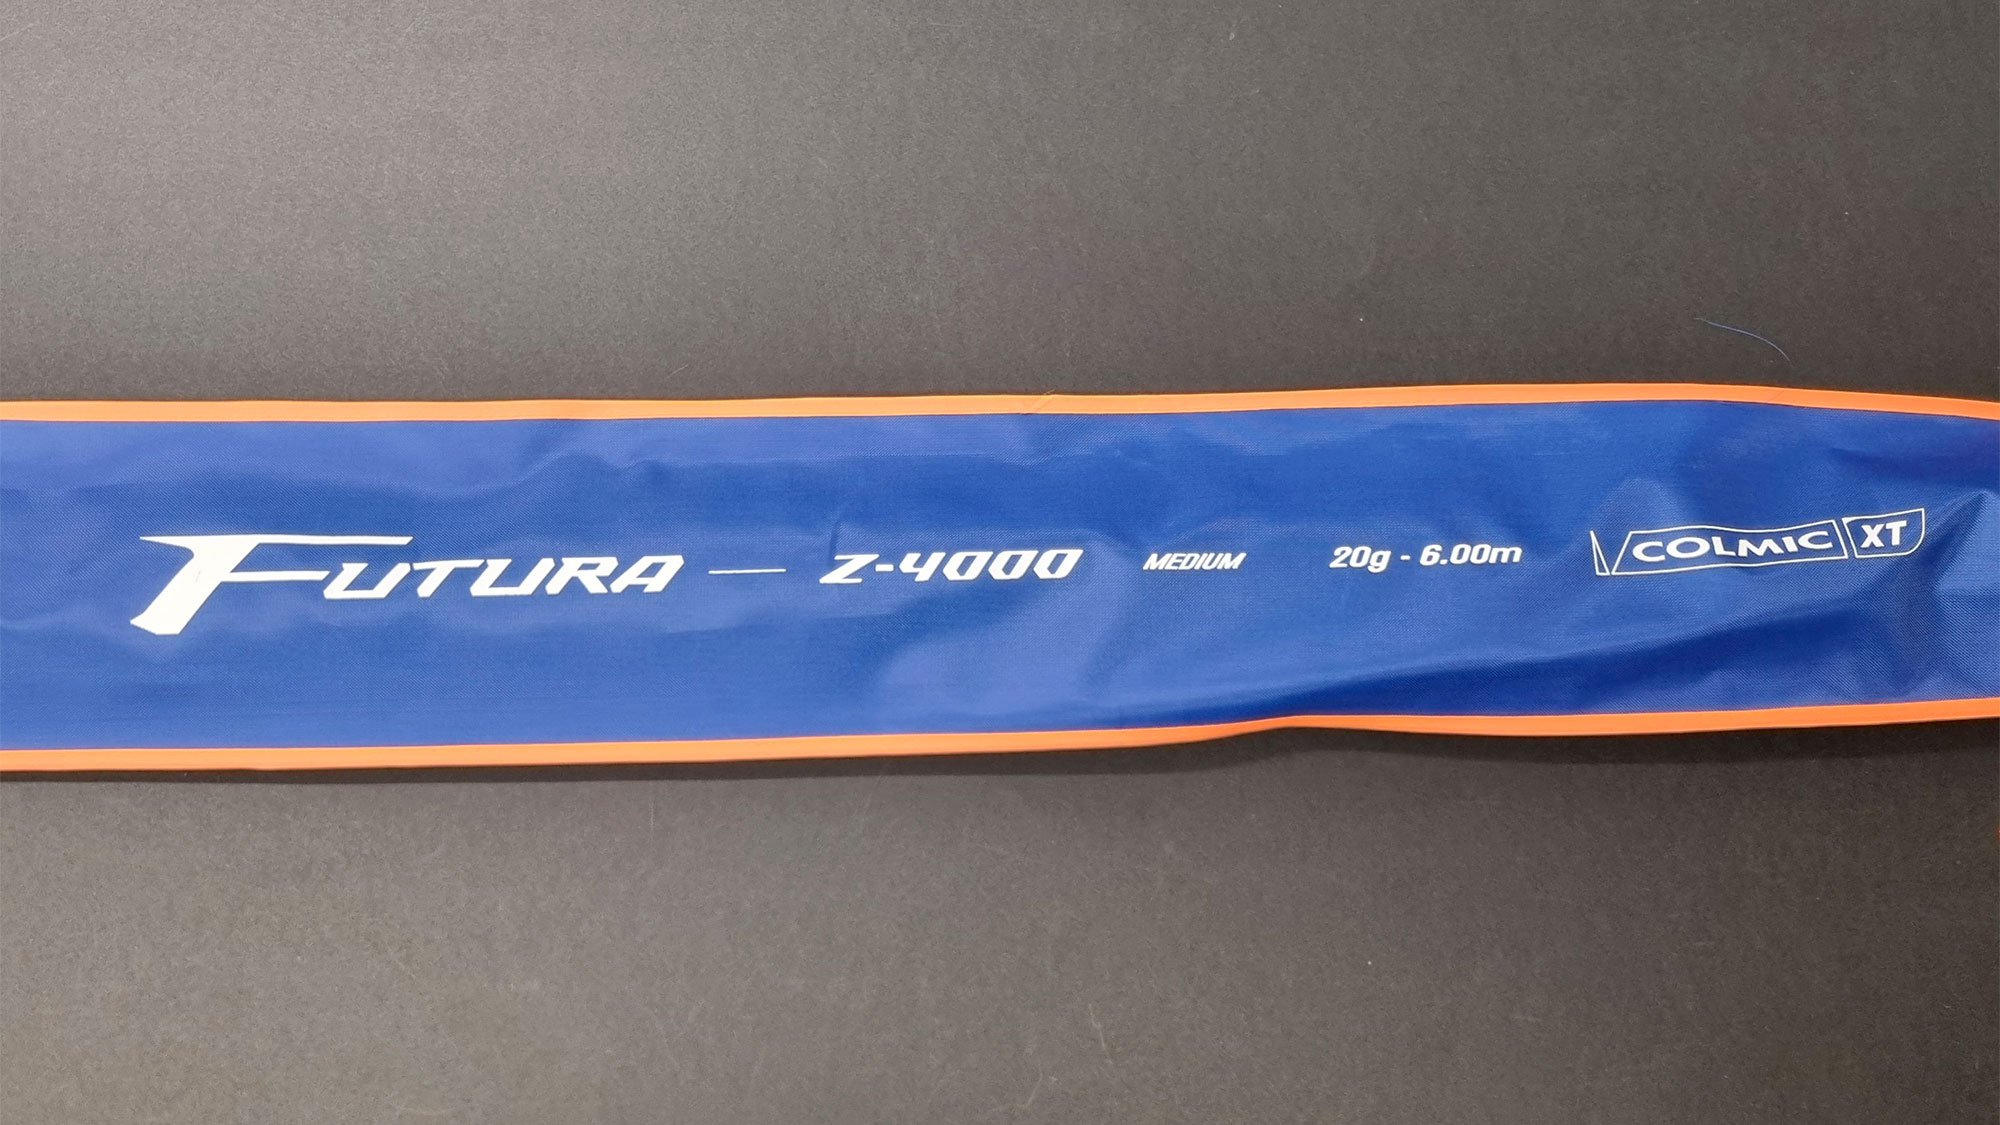 FUTURA — Z-4000 MEDIUM 20g - 6.00m COLMIC XT